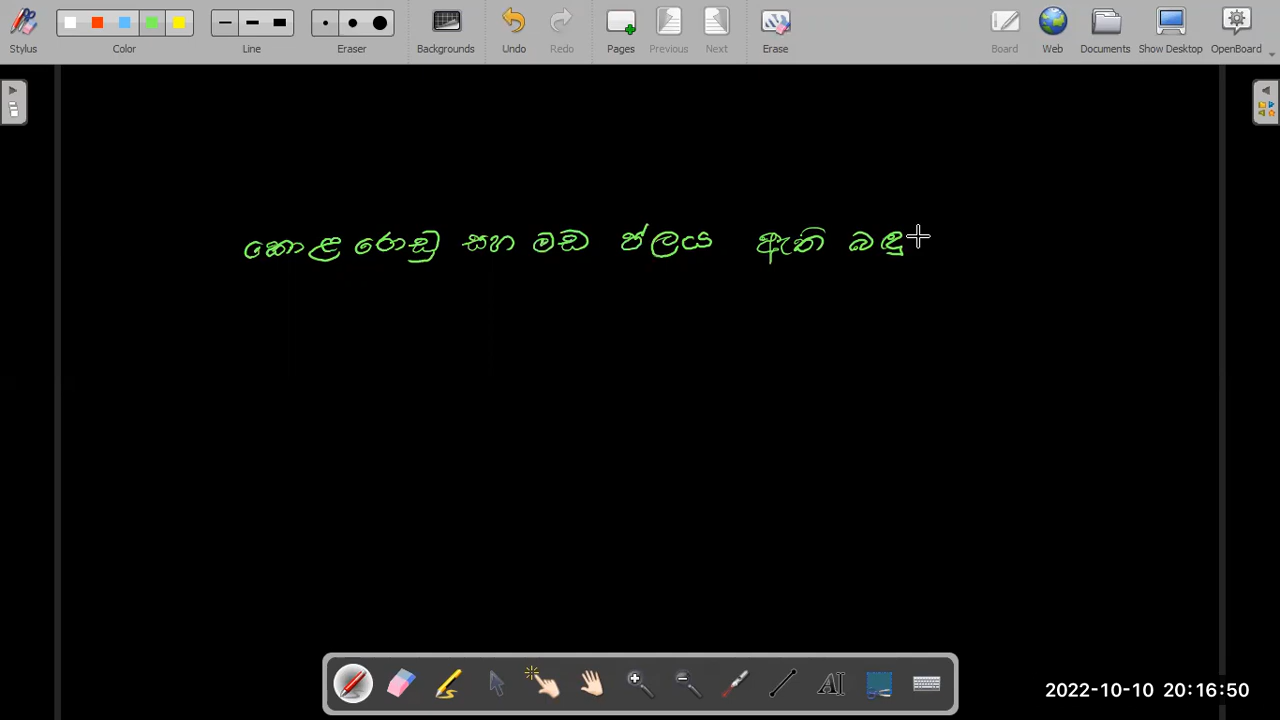 Stylus Color Line Eraser Backgrounds Undo Redo Pages Previous Next Erase Board Web Documents Show Desktop OpenBoard
කොළ රොඩු සහ මඩ ජලය ඇති බඳු
2022-10-10 20:16:50